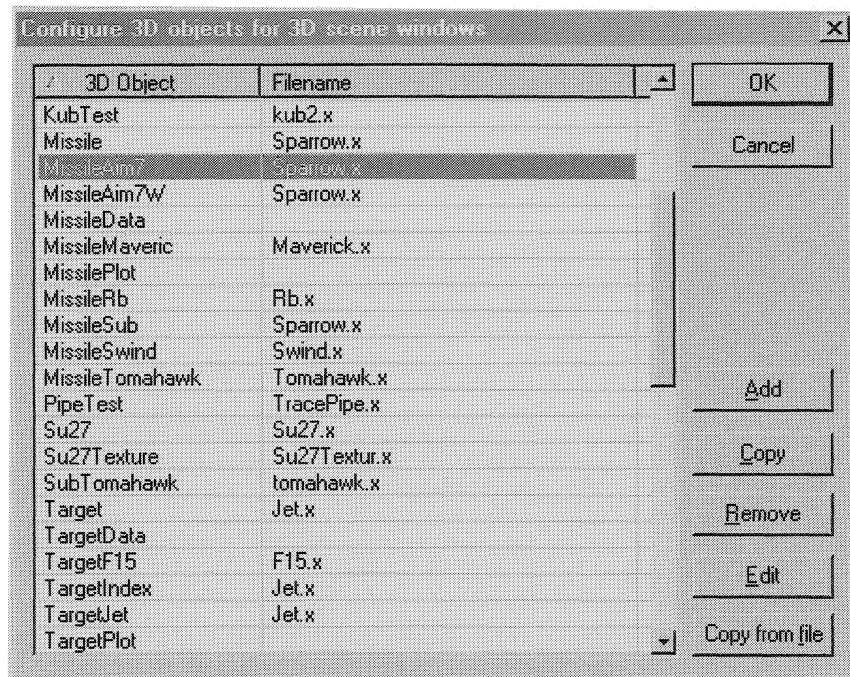 Configure 3D objects for 3D scene windows
3D Object Filename
KubTest kub2.x
Missile Sparrow.x
MissileAim7 Sparrow.x
MissileAim7W Sparrow.x
MissileData
MissileMaveric Maverick.x
MissilePlot
MissileRb Rb.x
MissileSub Sparrow.x
MissileSwind Swind.x
MissileTomahawk Tomahawk.x
PipeTest TracePipe.x
Su27 Su27.x
Su27Texture Su27Textur.x
SubTomahawk tomahawk.x
Target Jet.x
TargetData
TargetF15 F15.x
TargetIndex Jet.x
TargetJet Jet.x
TargetPlot
OK
Cancel
Add
Copy
Remove
Edit
Copy from file